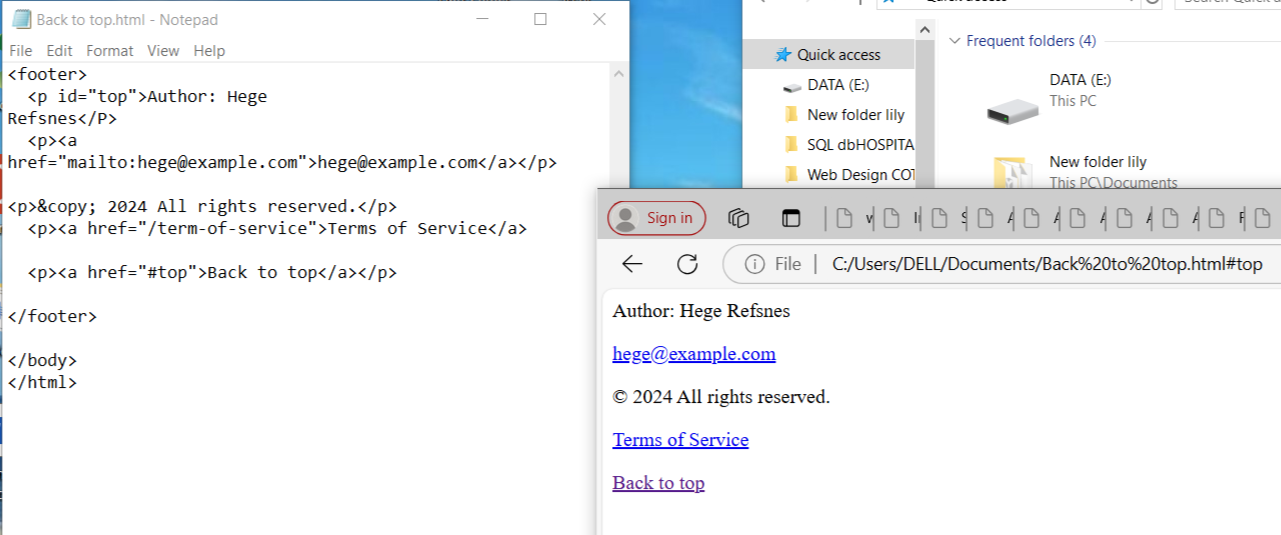 Back to top.html - Notepad
File Edit Format View Help
<footer>
<p id="top">Author: Hege
Refsnes</P>
<p><a
href="mailto:hege@example.com">hege@example.com</a></p>
<p>&copy; 2024 All rights reserved.</p>
<p><a href="/term-of-service">Terms of Service</a>
<p><a href="#top">Back to top</a></p>
</footer>
</body>
</html>
Quick access
DATA (E:)
New folder lily
SQL dbHOSPITA
Web Design COT
Frequent folders (4)
DATA (E:)
This PC
New folder lily
This PC\Documents
Sign in
File | C:/Users/DELL/Documents/Back%20to%20top.html#top
Author: Hege Refsnes
hege@example.com
© 2024 All rights reserved.
Terms of Service
Back to top